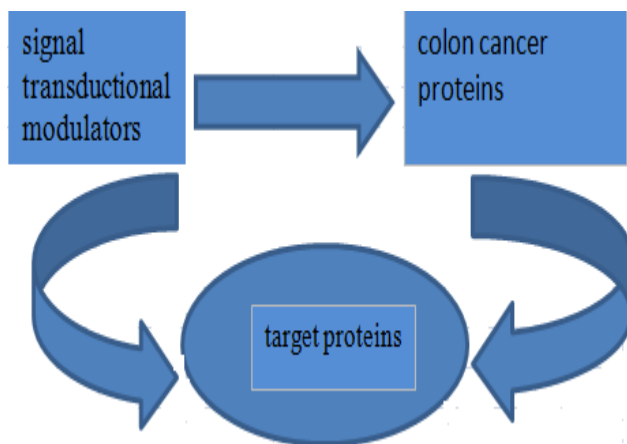 signal
transductional
modulators
colon cancer
proteins
target proteins